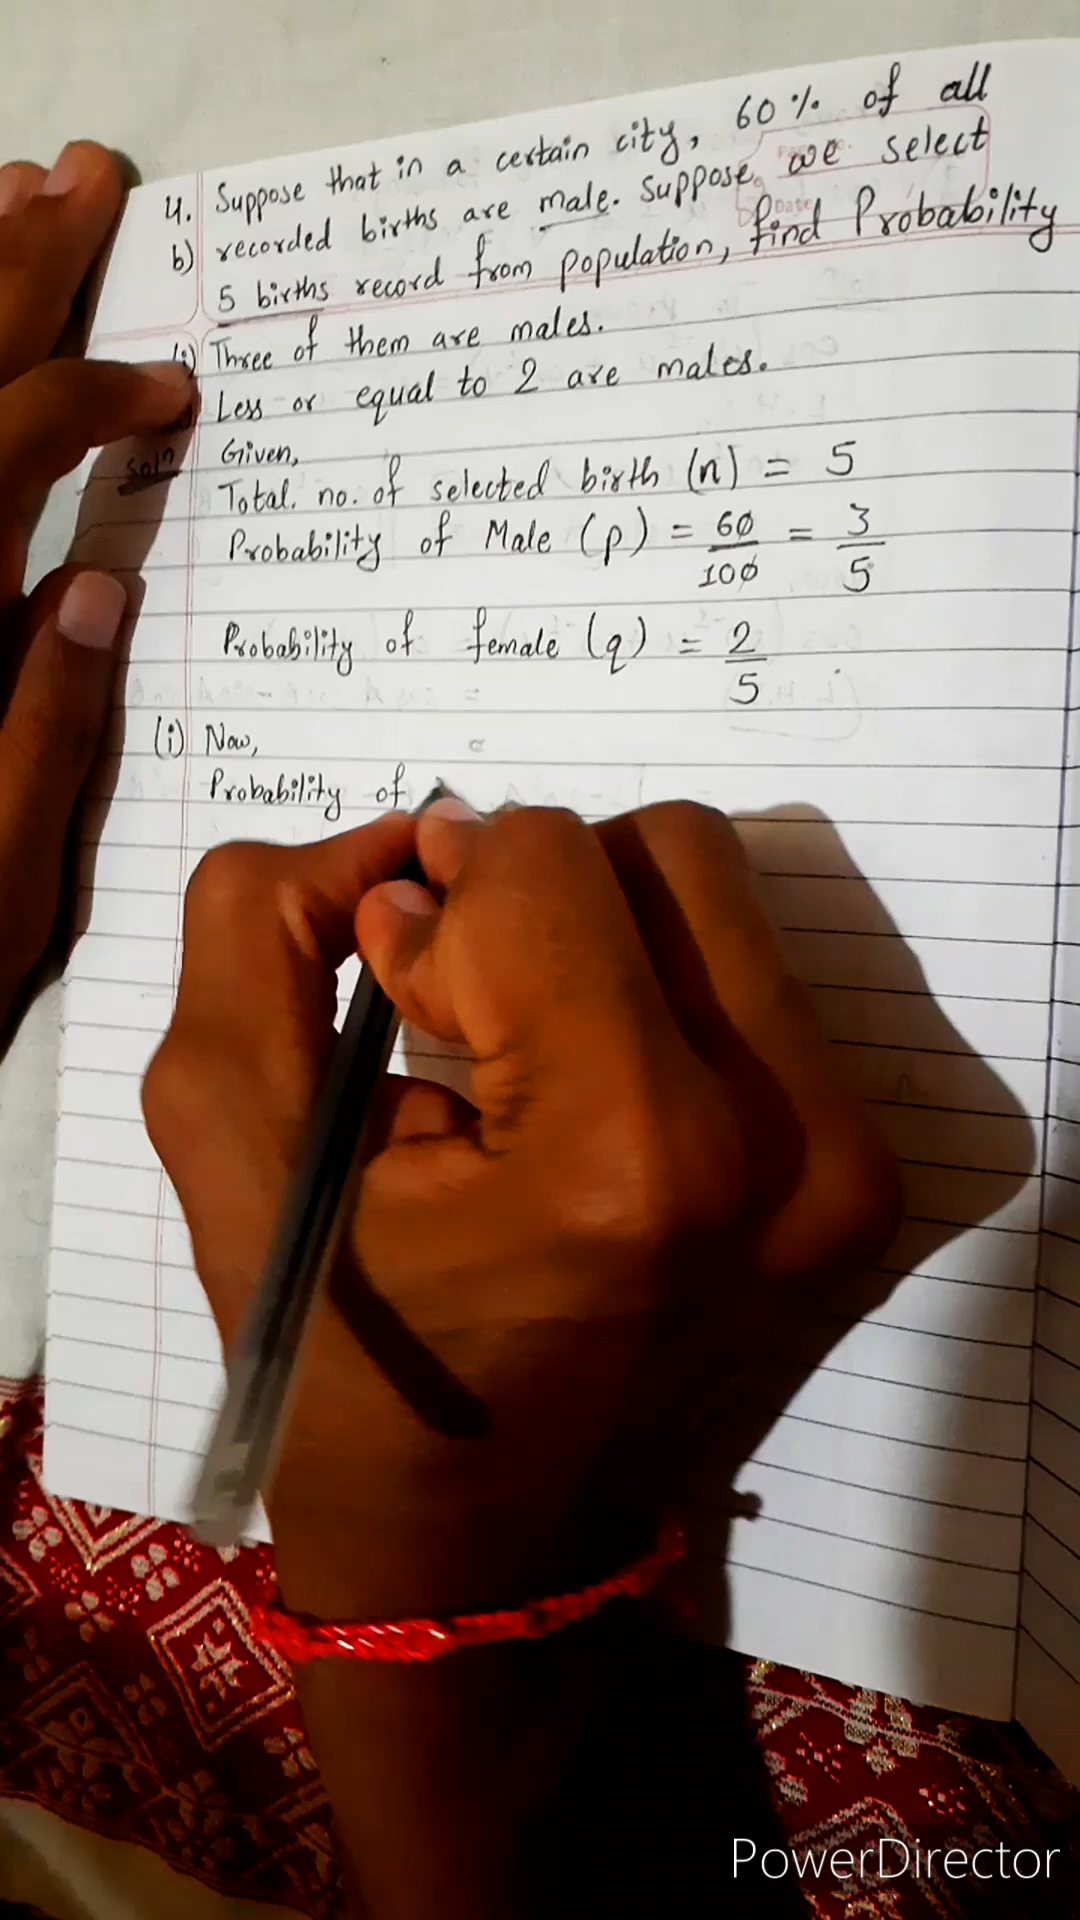 4. Suppose that in a certain city, 60% of all
b) recorded births are male. Suppose, we select
5 births record from population, find Probability
(i) Three of them are males.
Less or equal to 2 are males.
Soln Given,
Total. no. of selected birth (n) = 5
Probability of Male (p) = 60/100 = 3/5
Probability of female (q) = 2/5
(i) Now,
Probability of
PowerDirector